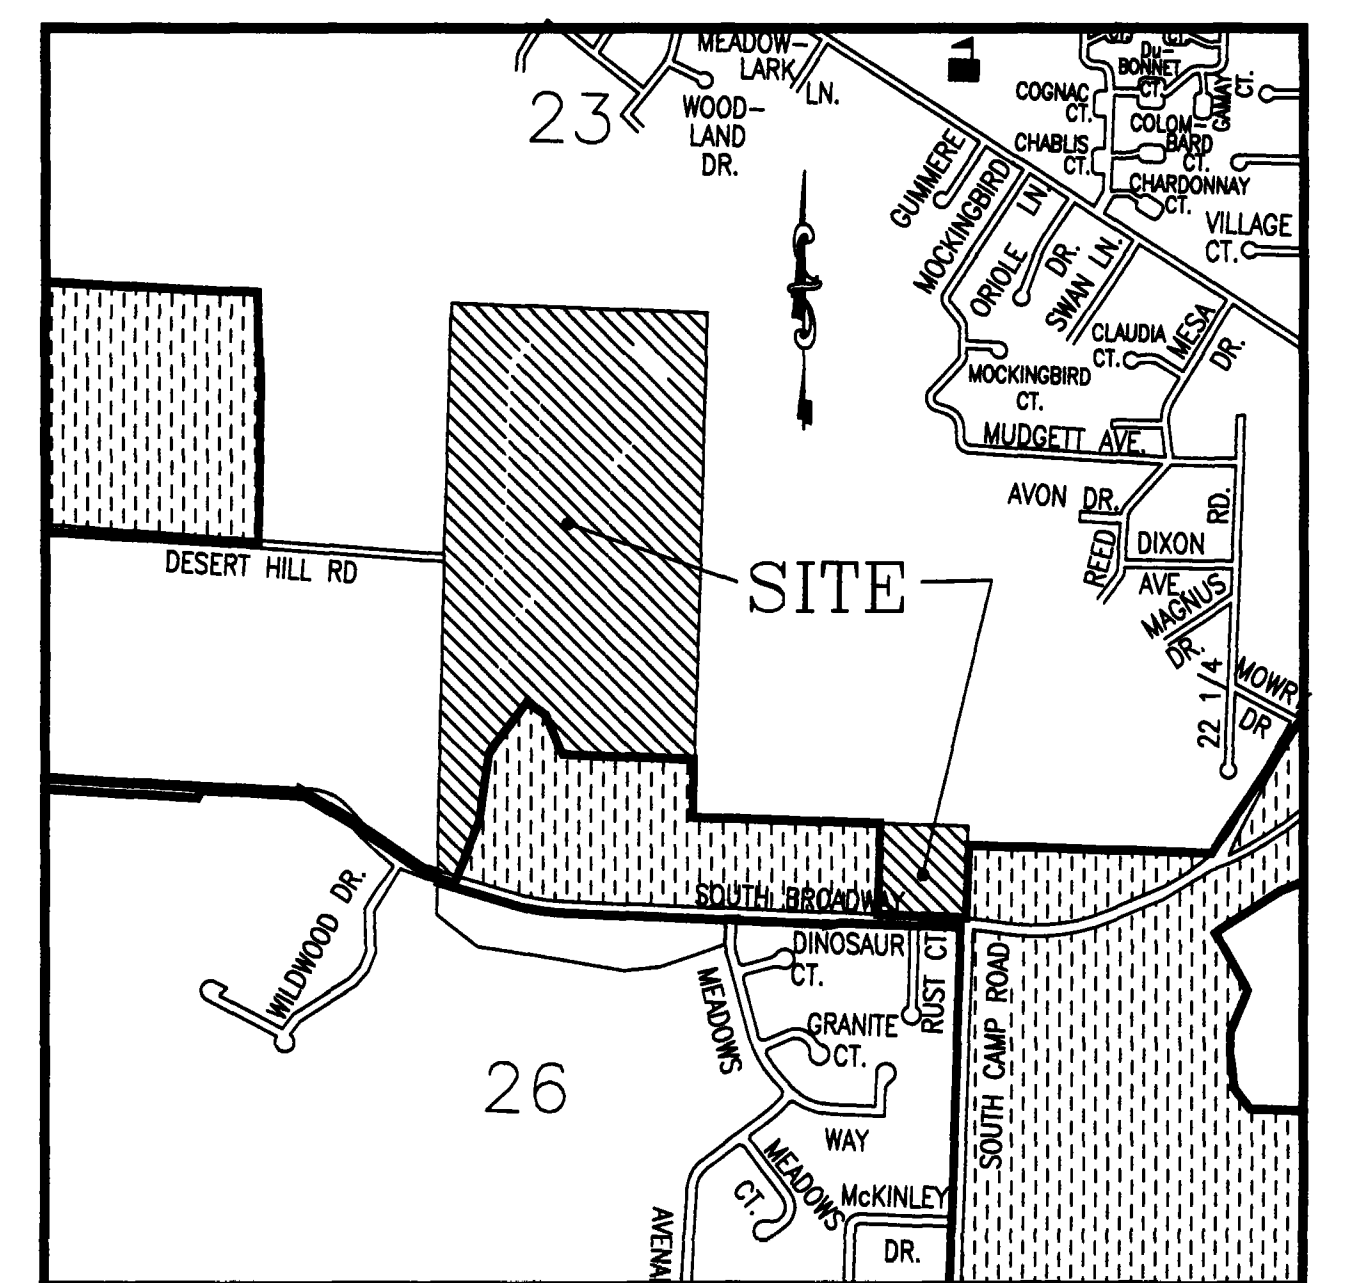 MEADOW-
LARK
LN.
23
WOOD-
LAND
DR.
CT.
CT.
Du-
BONNET
CT.
GAMAY
CT.
COGNAC
CT.
COLOM-
BARD
CT.
CHABLIS
CT.
CHARDONNAY
CT.
VILLAGE
CT.
GUMMERE
MOCKINGBIRD
LN.
ORIOLE
DR.
SWAN LN.
CLAUDIA
CT.
MESA
DR.
MOCKINGBIRD
CT.
MUDGETT AVE.
AVON DR.
RD.
REED
DIXON
AVE.
MAGNUS
DR.
22 1 4
MOWR
DR
DESERT HILL RD
SITE
SOUTH BROADWAY
WILDWOOD DR.
DINOSAUR
CT.
RUST CT
MEADOWS
GRANITE
CT.
WAY
SOUTH CAMP ROAD
26
MEADOWS
CT.
McKINLEY
DR.
AVENA